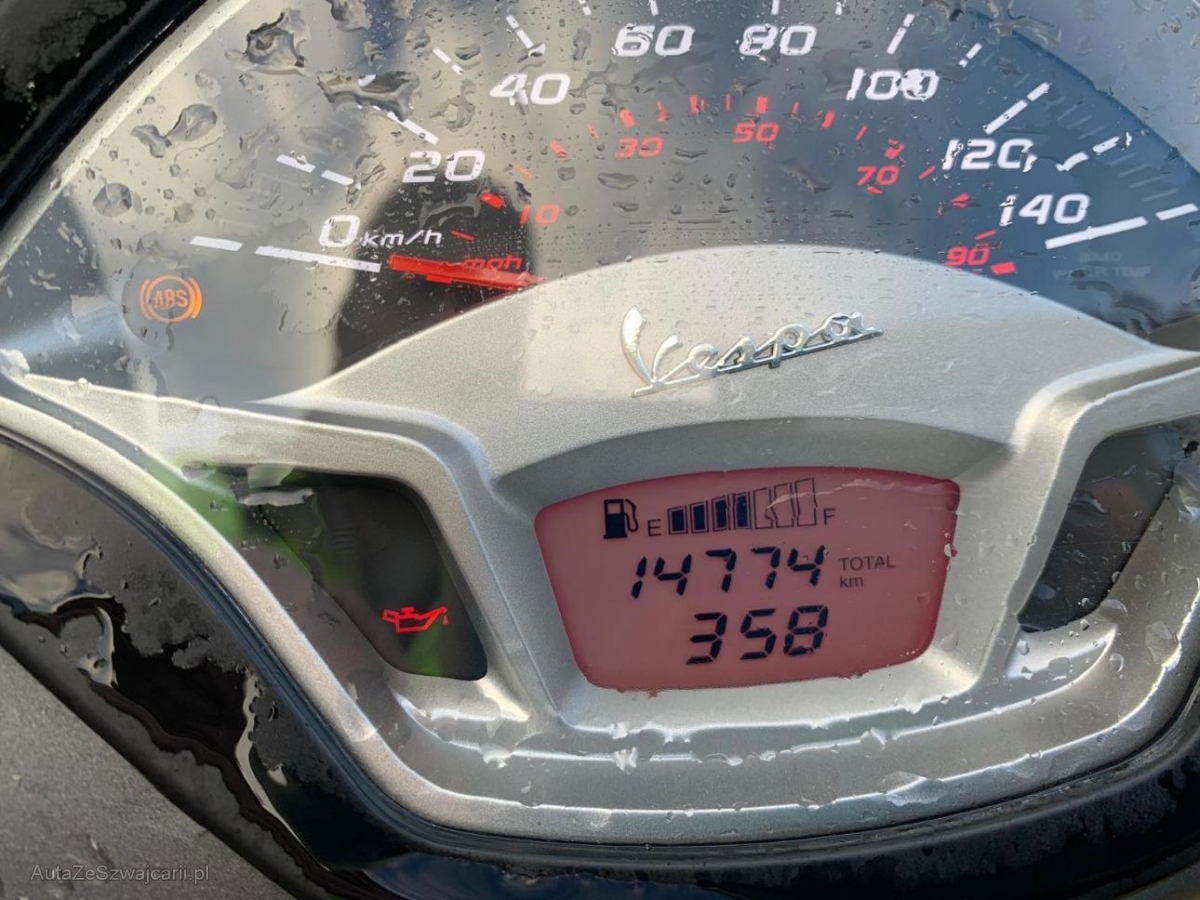 60 80
40 100
30 50
20 70 120
10 140
0 km/h
mph 90
ABS
Vespa
E F
14774 TOTAL
km
358
AutaZeSzwajcarii.pl